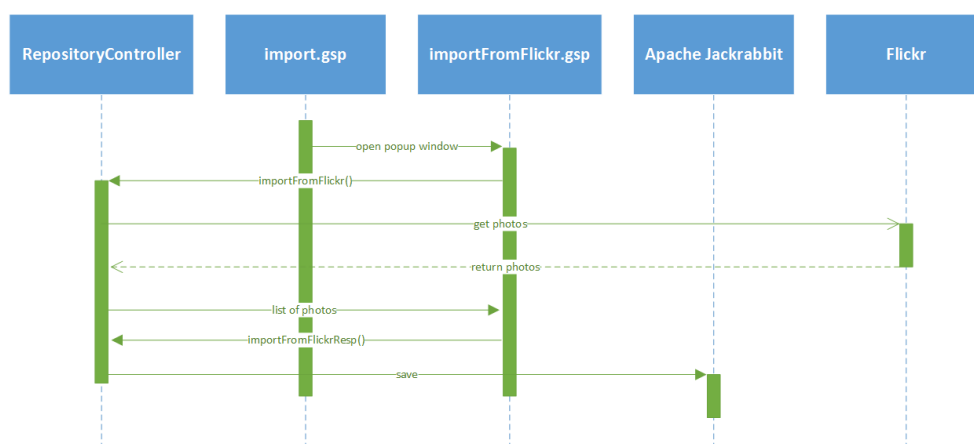 RepositoryController
import.gsp
importFromFlickr.gsp
Apache Jackrabbit
Flickr
open popup window
importFromFlickr()
get photos
return photos
list of photos
importFromFlickrResp()
save